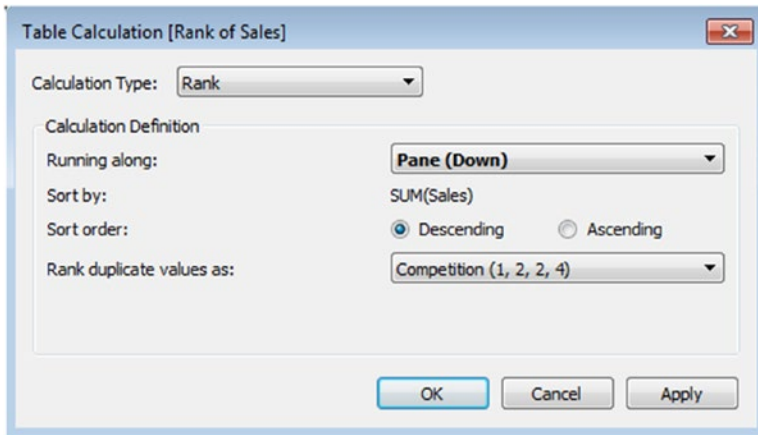 Table Calculation [Rank of Sales]
Calculation Type: Rank
Calculation Definition
Running along: Pane (Down)
Sort by: SUM(Sales)
Sort order: Descending Ascending
Rank duplicate values as: Competition (1, 2, 2, 4)
OK Cancel Apply